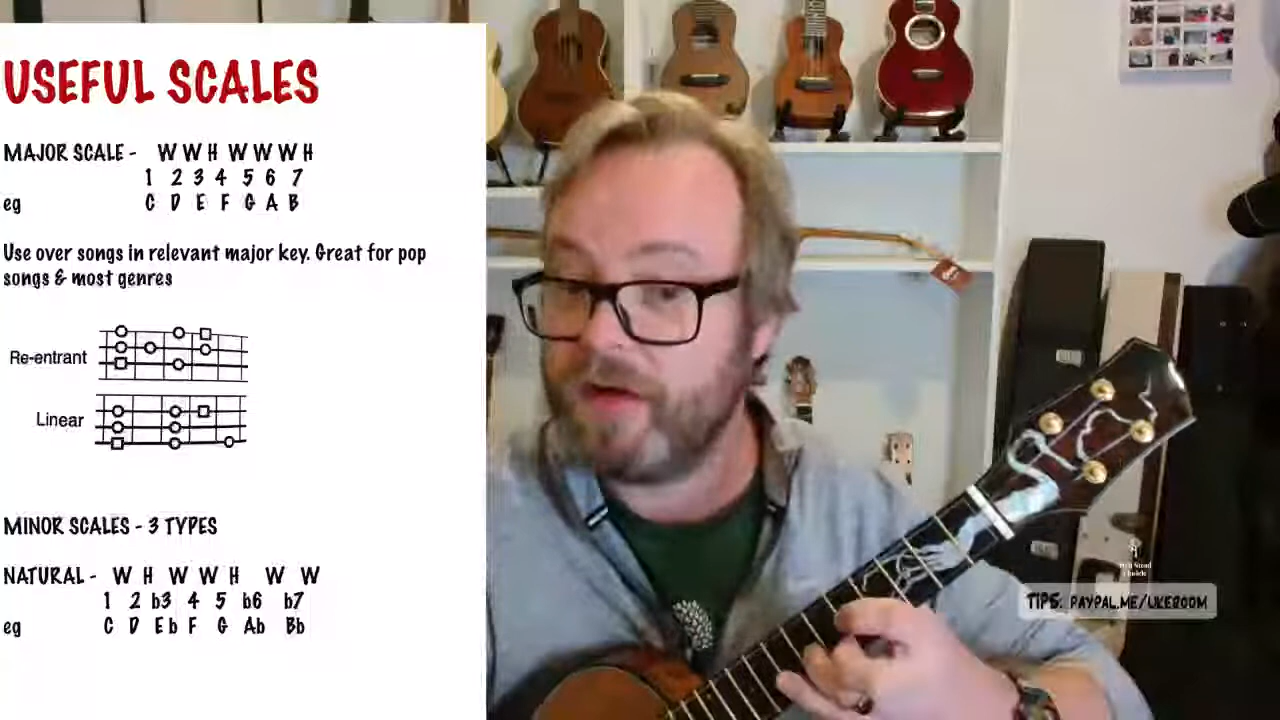 USEFUL SCALES
MAJOR SCALE - W W H W W W H
1 2 3 4 5 6 7
eg C D E F G A B
Use over songs in relevant major key. Great for pop
songs & most genres
Re-entrant
Linear
MINOR SCALES - 3 TYPES
NATURAL - W H W W H W W
1 2 b3 4 5 b6 b7
eg C D Eb F G Ab Bb
TIPS: PAYPAL.ME/UKEBOOM